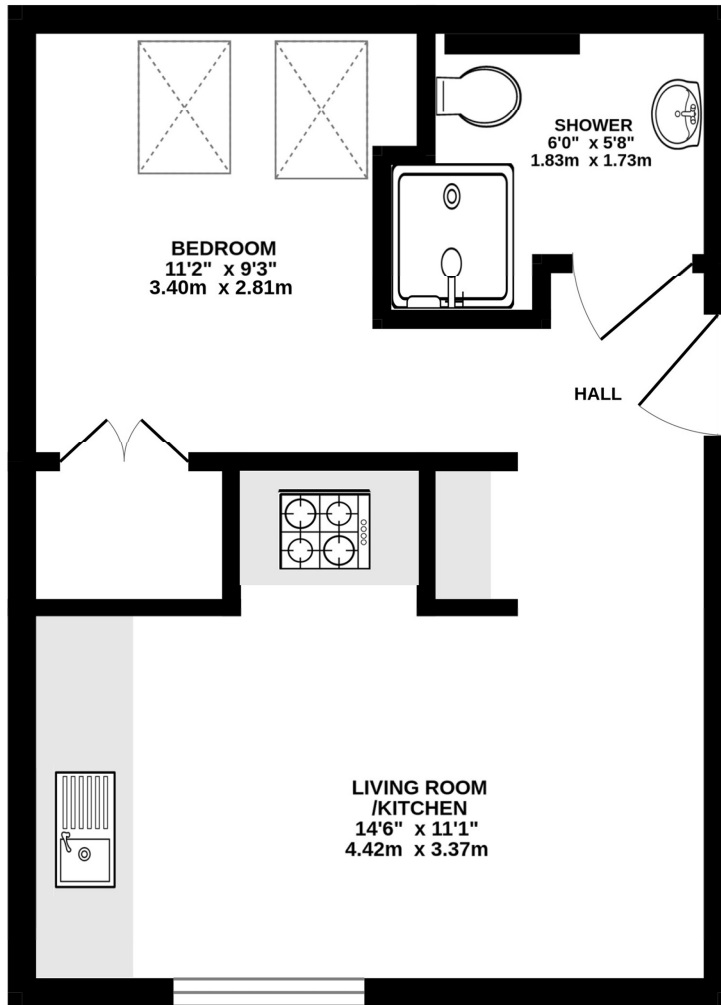 SHOWER
6'0" x 5'8"
1.83m x 1.73m
BEDROOM
11'2" x 9'3"
3.40m x 2.81m
HALL
LIVING ROOM
/KITCHEN
14'6" x 11'1"
4.42m x 3.37m